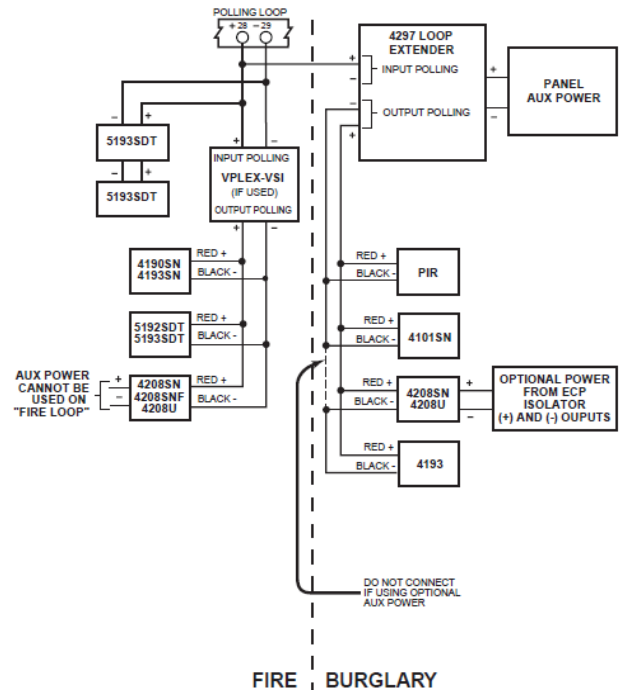 POLLING LOOP
+ 28 - 29
4297 LOOP
EXTENDER
+
-
INPUT POLLING
-
+
OUTPUT POLLING
+
-
PANEL
AUX POWER
- +
5193SDT
- +
5193SDT
+ -
INPUT POLLING
VPLEX-VSI
(IF USED)
OUTPUT POLLING
+ -
RED +
BLACK -
4190SN
4193SN
RED +
BLACK -
5192SDT
5193SDT
AUX POWER
CANNOT BE
USED ON
"FIRE LOOP"
+
-
4208SN
4208SNF
4208U
RED +
BLACK -
RED +
BLACK -
PIR
RED +
BLACK -
4101SN
RED +
BLACK -
4208SN
4208U
+
-
OPTIONAL POWER
FROM ECP
ISOLATOR
(+) AND (-) OUPUTS
RED +
BLACK -
4193
DO NOT CONNECT
IF USING OPTIONAL
AUX POWER
FIRE
BURGLARY